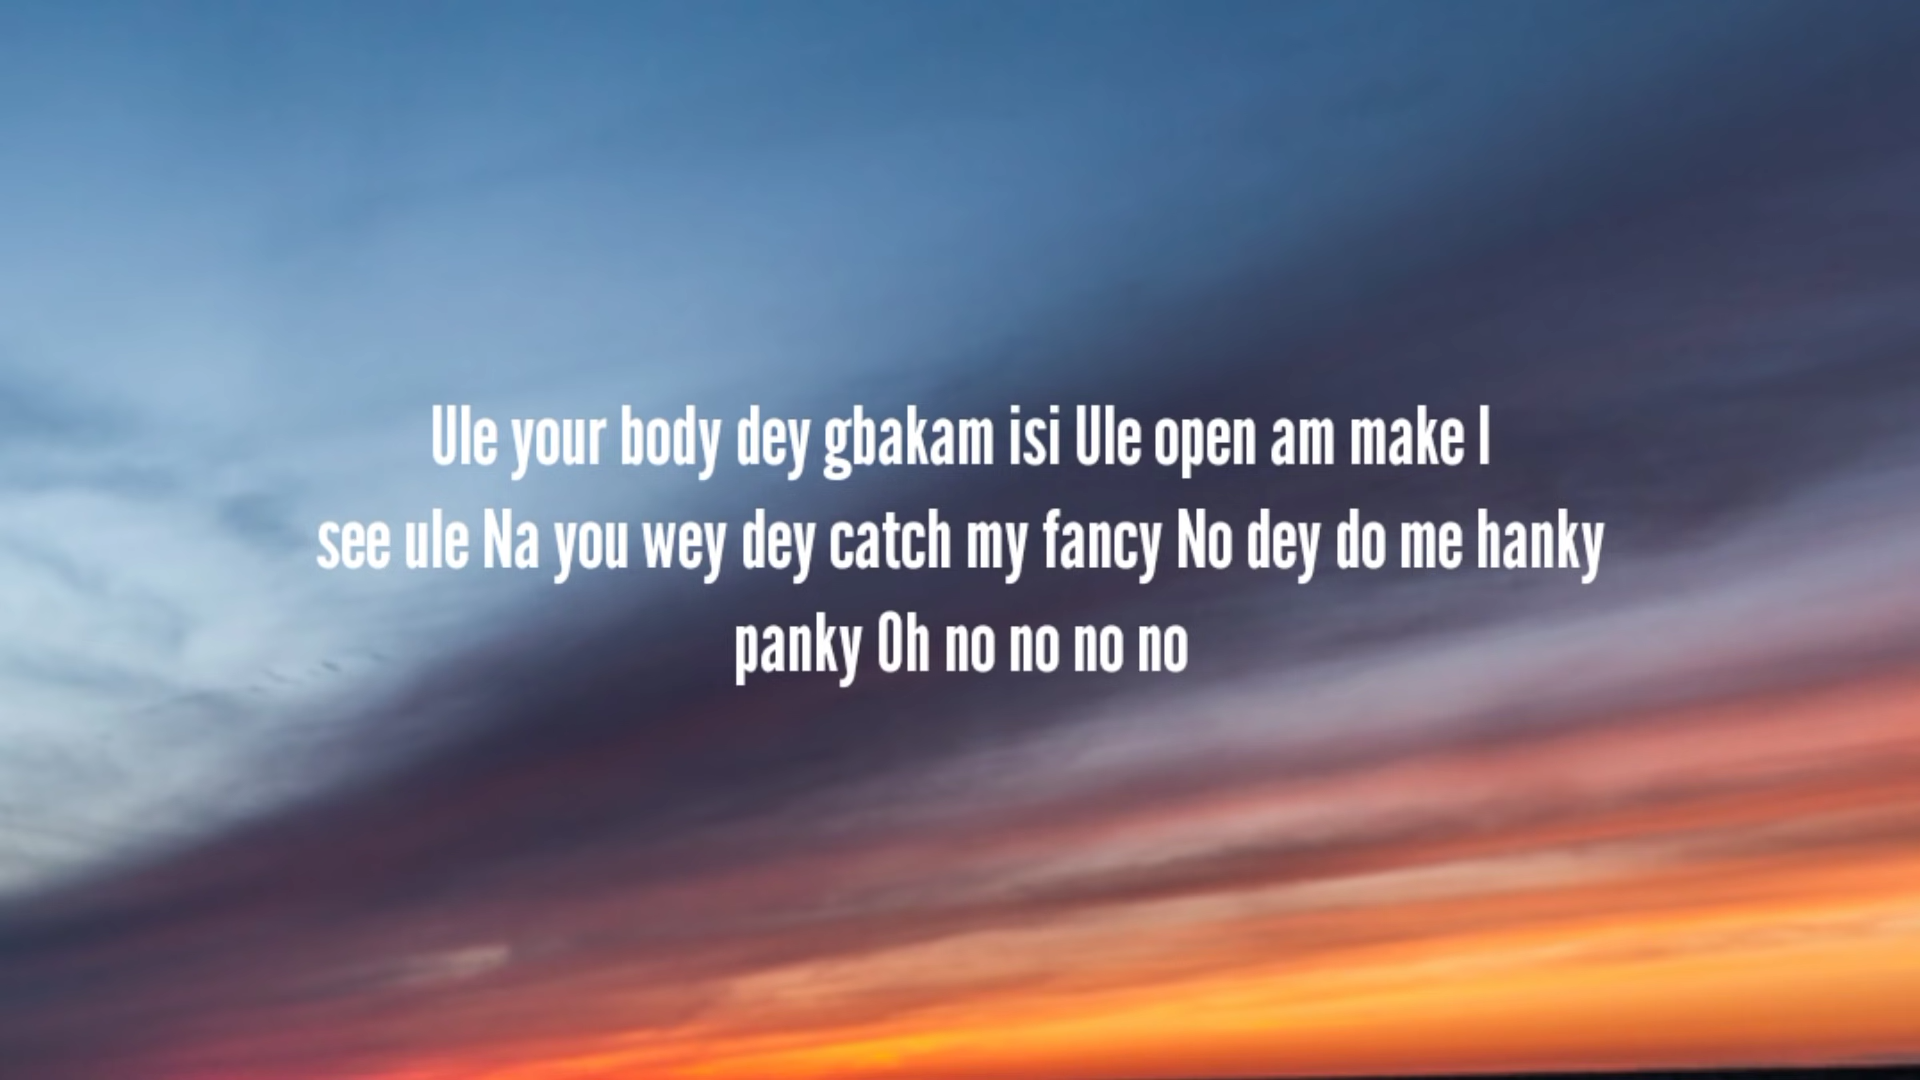 Ule your body dey gbakam isi Ule open am make I
see ule Na you wey dey catch my fancy No dey do me hanky
panky Oh no no no no